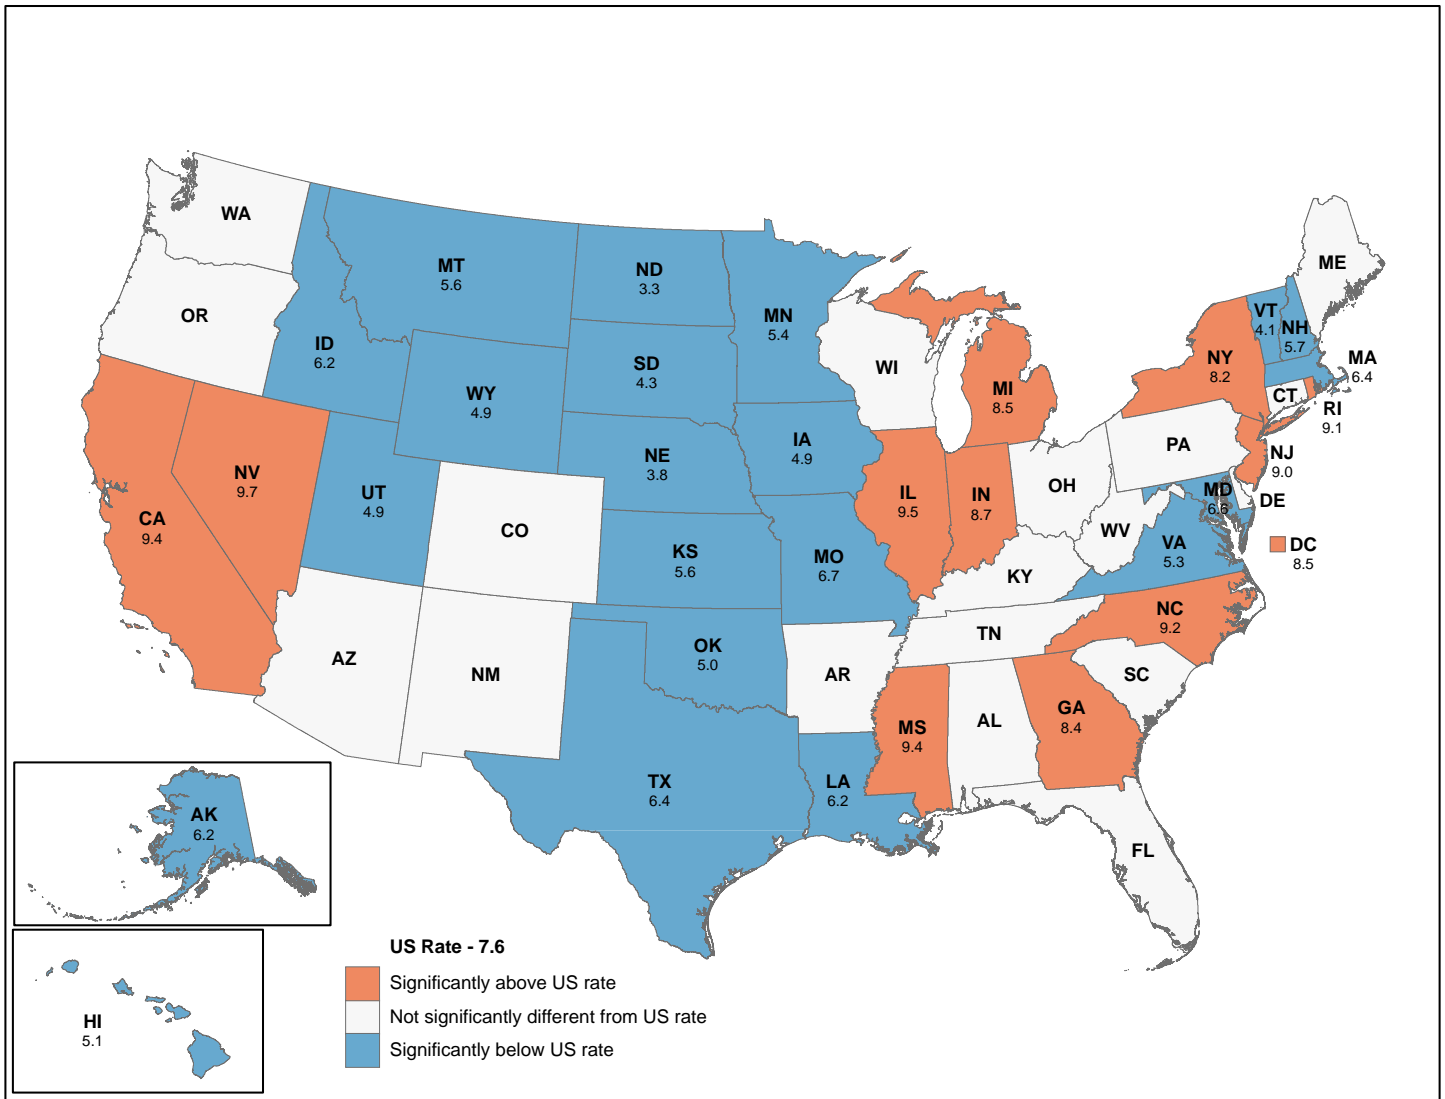 WA
ME
MT
5.6
ND
3.3
VT
4.1
OR
MN
5.4
NH
5.7
ID
6.2
NY
8.2
MA
6.4
SD
4.3
WI
MI
8.5
WY
4.9
CT
RI
9.1
IA
4.9
PA
NE
3.8
NJ
9.0
NV
9.7
UT
4.9
IL
9.5
IN
8.7
OH
MD
6.6
DE
CA
9.4
CO
WV
VA
5.3
DC
8.5
KS
5.6
MO
6.7
KY
NC
9.2
TN
AZ
NM
OK
5.0
AR
SC
GA
8.4
MS
9.4
AL
TX
6.4
LA
6.2
AK
6.2
FL
HI
5.1
US Rate - 7.6
Significantly above US rate
Not significantly different from US rate
Significantly below US rate